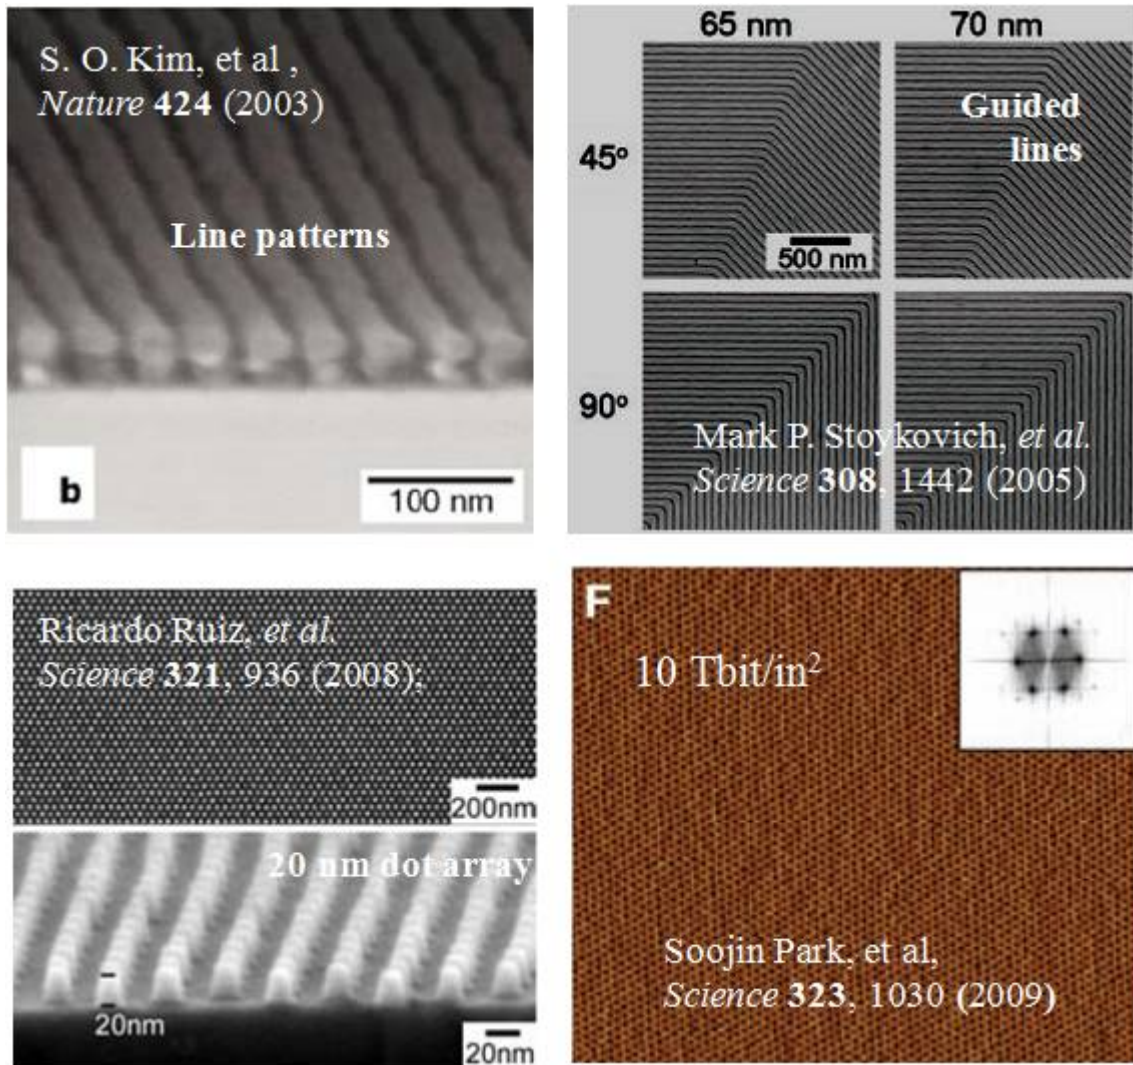 S. O. Kim, et al ,
Nature 424 (2003)
Line patterns
b
100 nm
65 nm
70 nm
45º
90º
Guided
lines
500 nm
Mark P. Stoykovich, et al.
Science 308, 1442 (2005)
Ricardo Ruiz, et al.
Science 321, 936 (2008);
200nm
20 nm dot array
20nm
20nm
F
10 Tbit/in²
Soojin Park, et al,
Science 323, 1030 (2009)